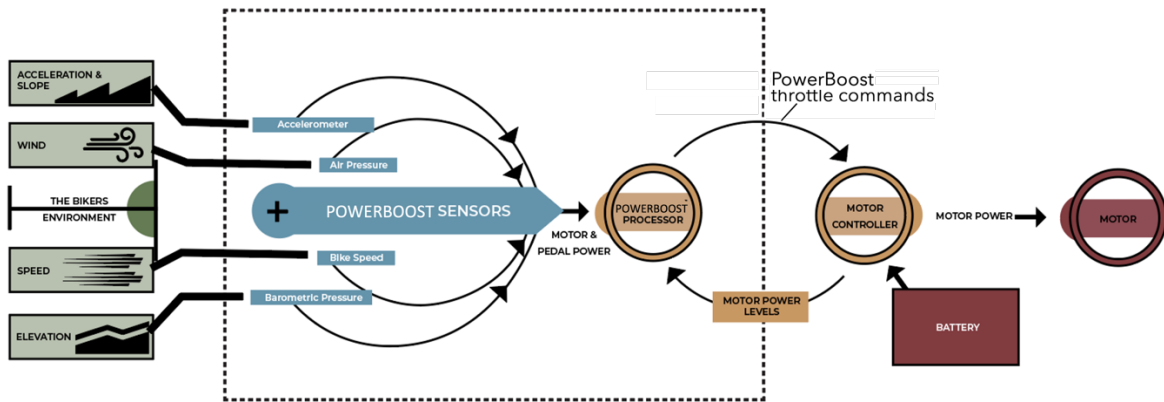 ACCELERATION &
SLOPE
WIND
THE BIKERS
ENVIRONMENT
SPEED
ELEVATION
Accelerometer
Air Pressure
+ POWERBOOST SENSORS
Bike Speed
Barometric Pressure
MOTOR &
PEDAL POWER
POWERBOOST
PROCESSOR
PowerBoost
throttle commands
MOTOR POWER
LEVELS
MOTOR
CONTROLLER
MOTOR POWER
MOTOR
BATTERY